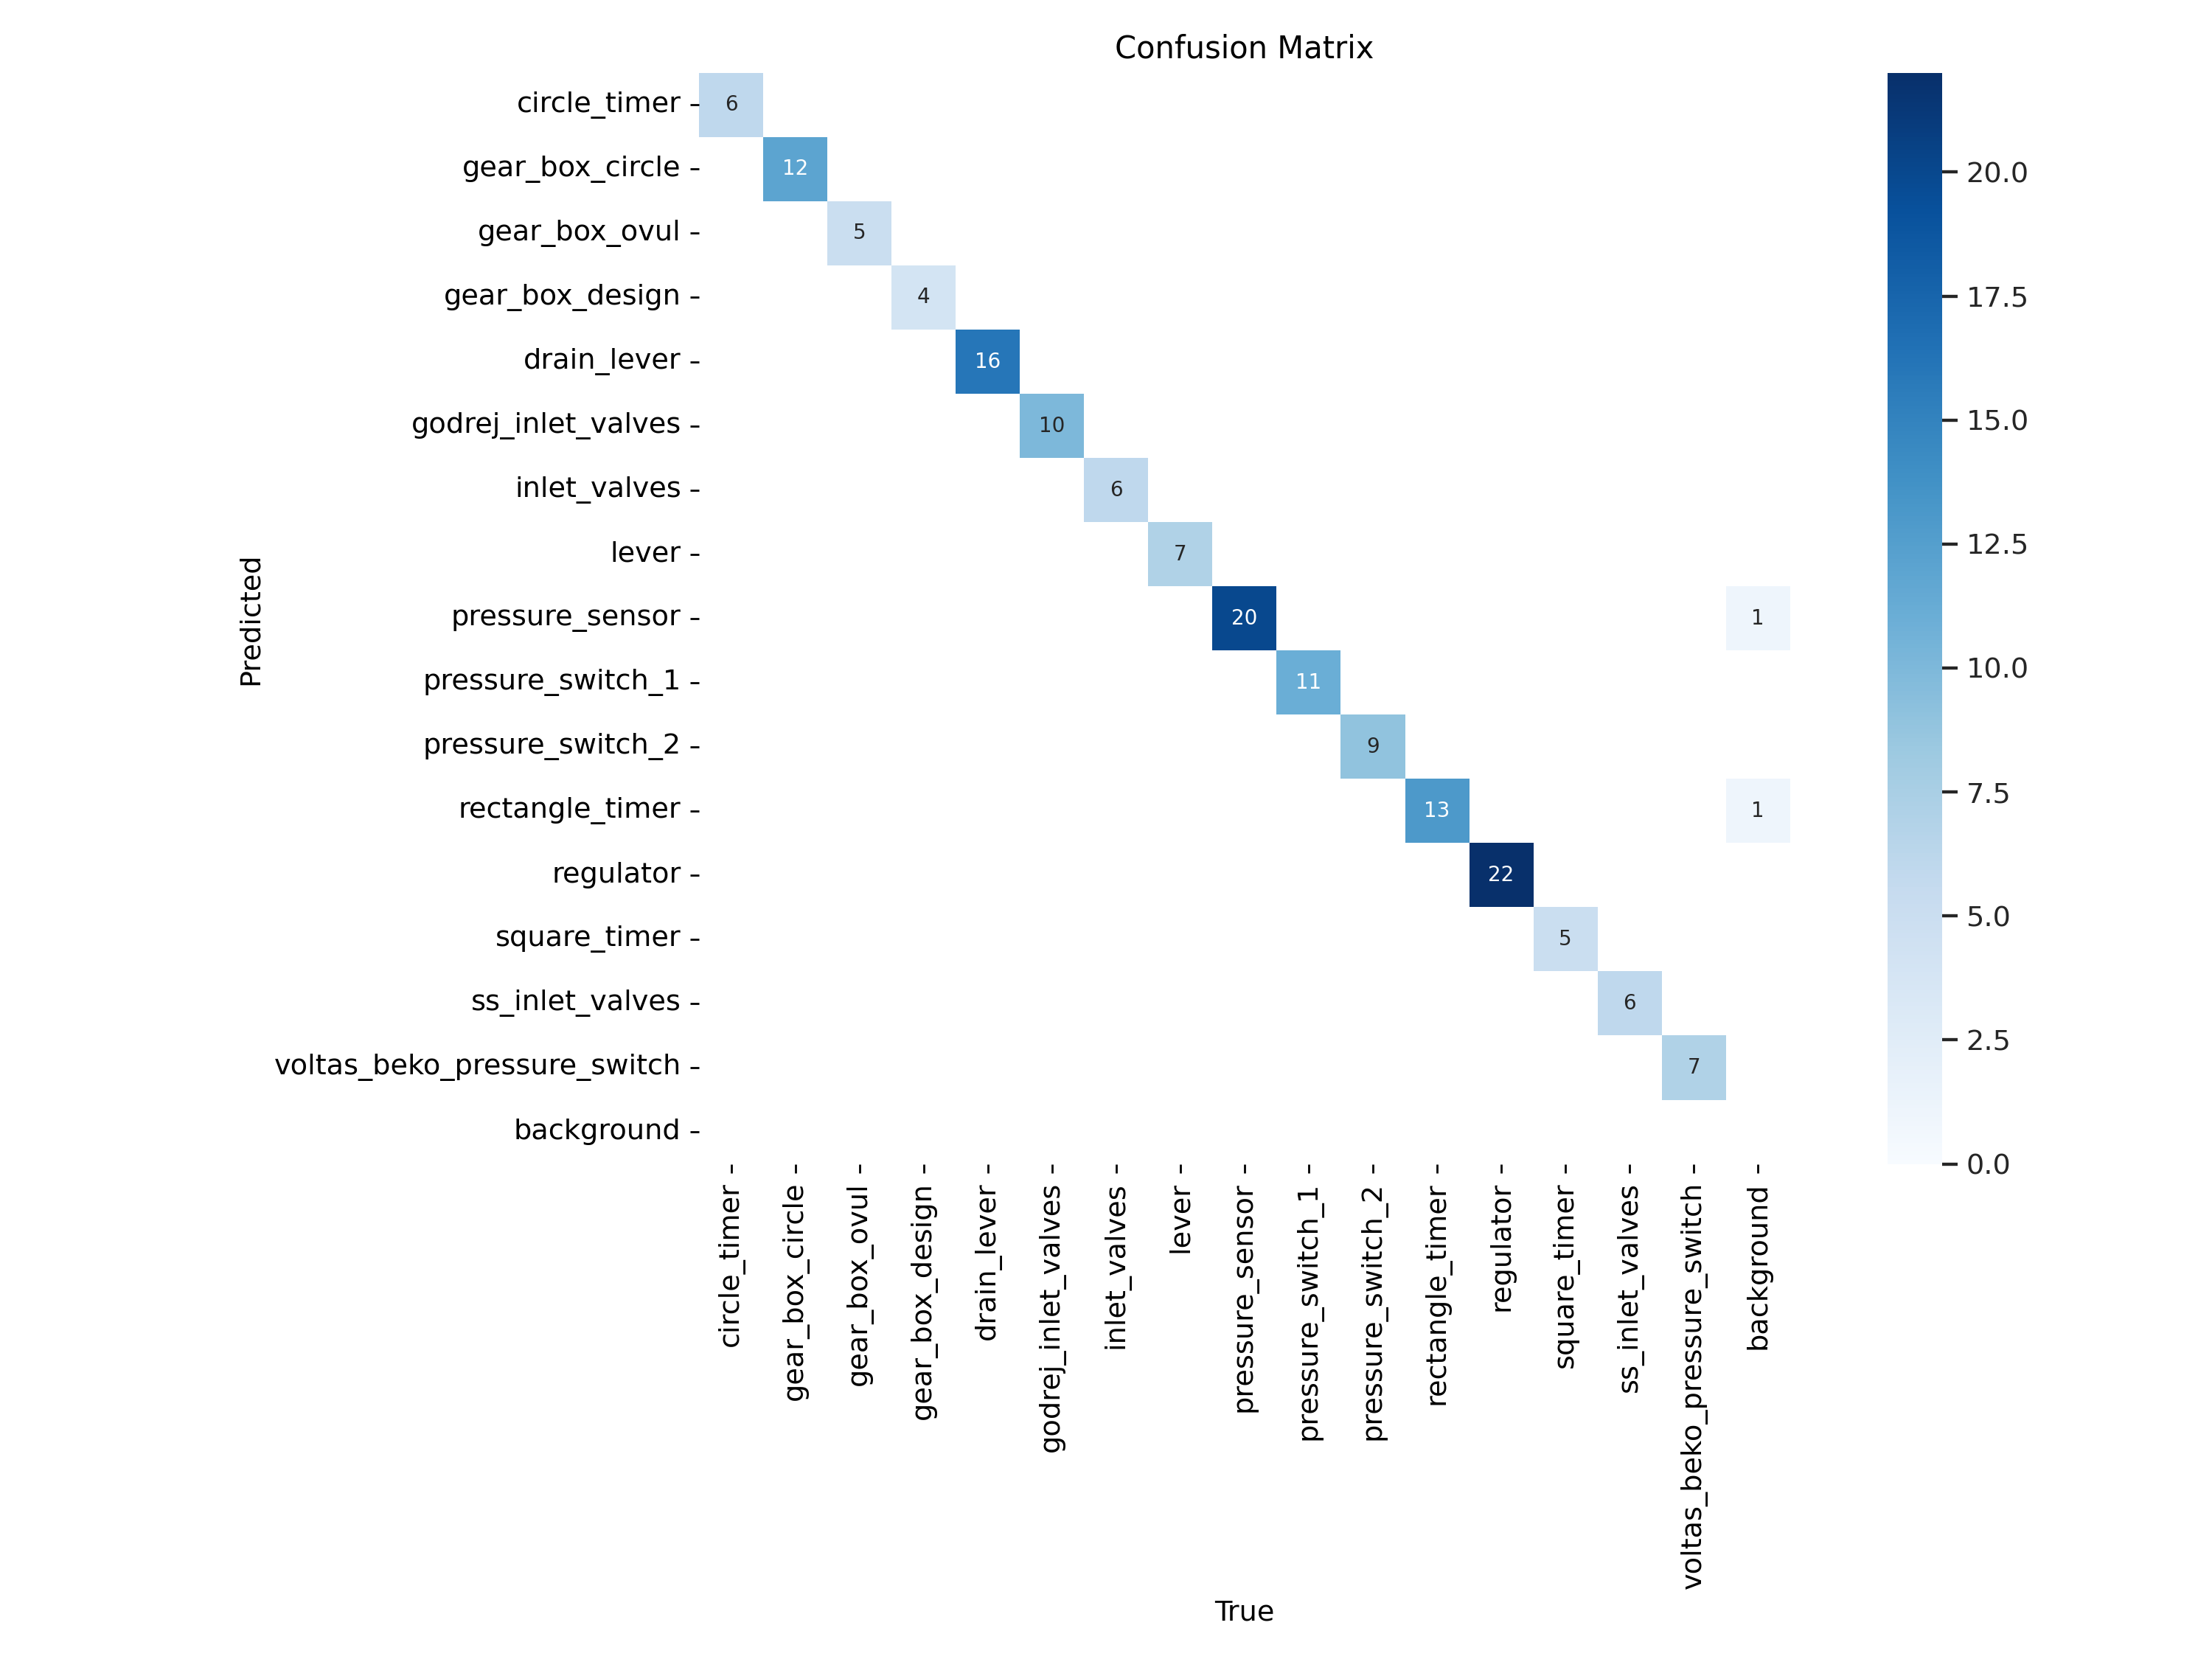 Confusion Matrix
circle_timer
6
gear_box_circle
12
20.0
gear_box_ovul
5
gear_box_design
4
17.5
drain_lever
16
15.0
godrej_inlet_valves
10
inlet_valves
6
12.5
lever
7
Predicted
pressure_sensor
20
1
10.0
pressure_switch_1
11
pressure_switch_2
9
7.5
rectangle_timer
13
1
regulator
22
5.0
square_timer
5
ss_inlet_valves
6
2.5
voltas_beko_pressure_switch
7
background
0.0
circle_timer
gear_box_circle
gear_box_ovul
gear_box_design
drain_lever
godrej_inlet_valves
inlet_valves
lever
pressure_sensor
pressure_switch_1
pressure_switch_2
rectangle_timer
regulator
square_timer
ss_inlet_valves
voltas_beko_pressure_switch
background
True